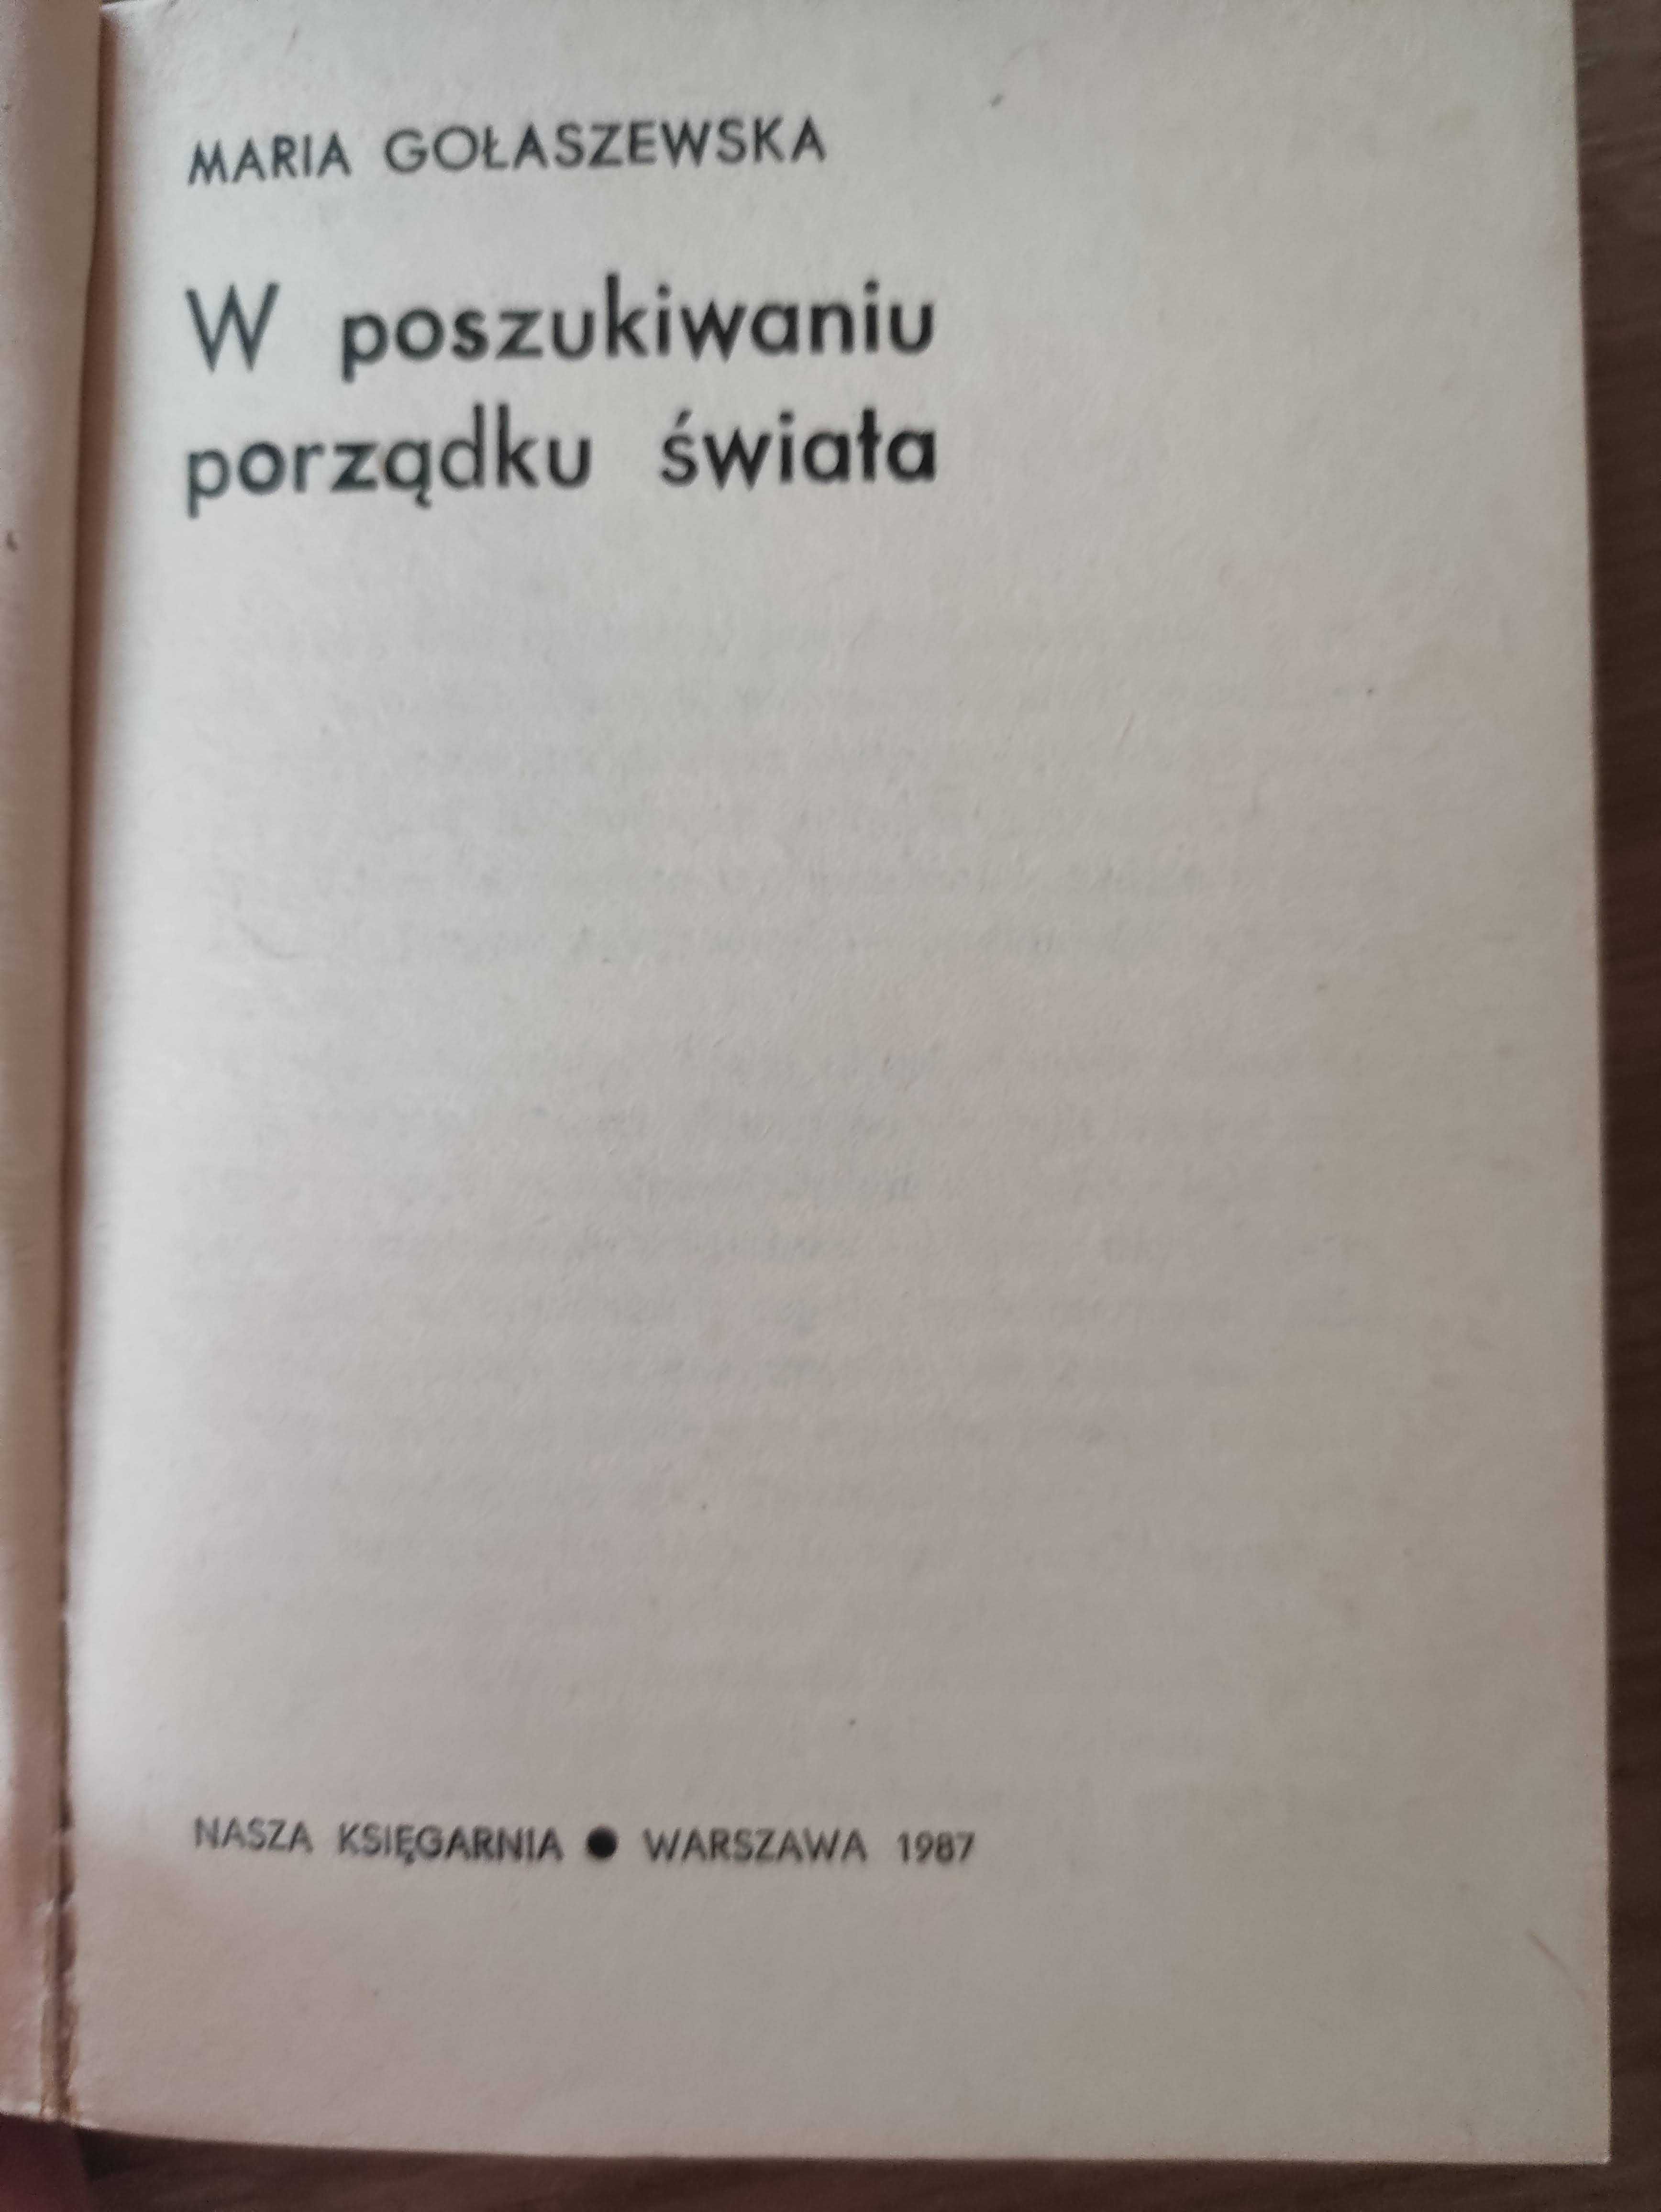 MARIA GOŁASZEWSKA
W poszukiwaniu
porządku świata
NASZA KSIĘGARNIA ● WARSZAWA 1987